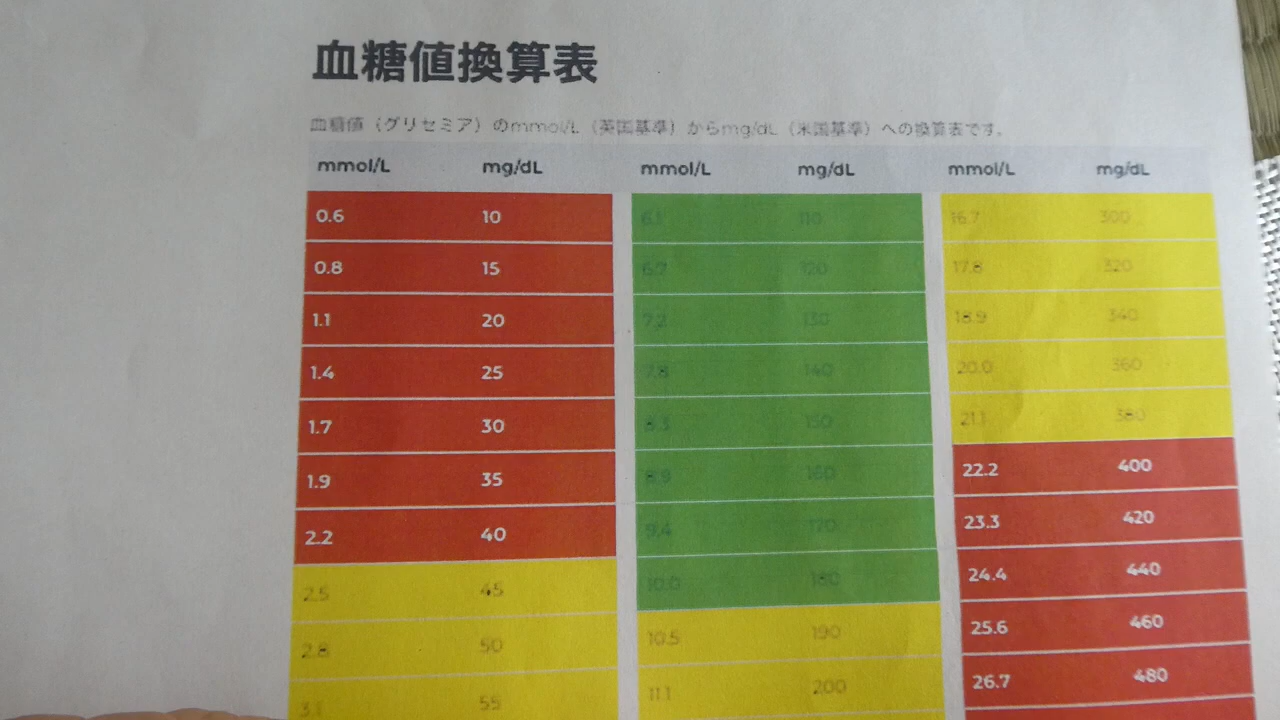 血糖値換算表
血糖値（グリセミア）のmmol/L（英国基準）からmg/dL（米国基準）への換算表です。
mmol/L mg/dL mmol/L mg/dL mmol/L mg/dL
0.6 10 6.1 110 16.7 300
0.8 15 6.7 120 17.8 320
1.1 20 7.2 130 18.9 340
1.4 25 7.8 140 20.0 360
1.7 30 8.3 150 21.1 380
1.9 35 8.9 160 22.2 400
2.2 40 9.4 170 23.3 420
2.5 45 10.0 180 24.4 440
2.8 50 10.5 190 25.6 460
3.1 55 11.1 200 26.7 480